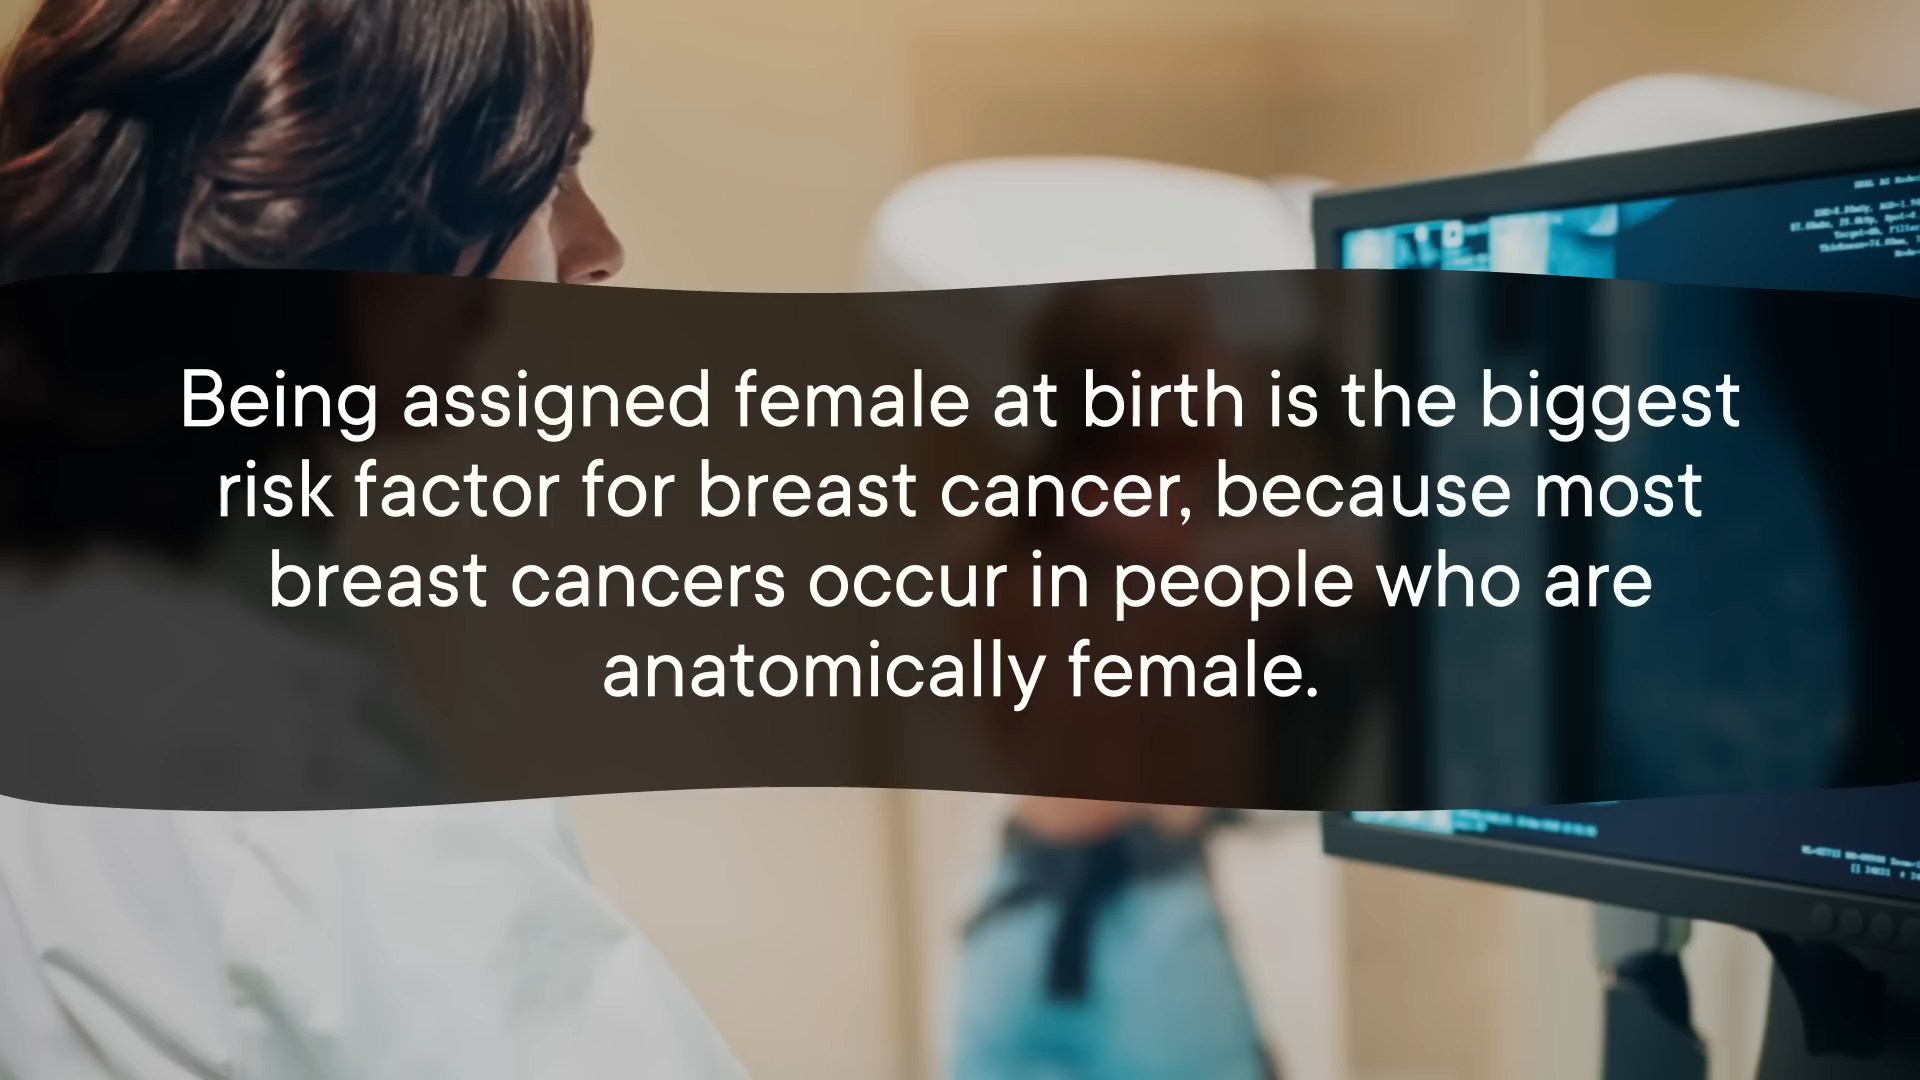 Being assigned female at birth is the biggest
risk factor for breast cancer, because most
breast cancers occur in people who are
anatomically female.